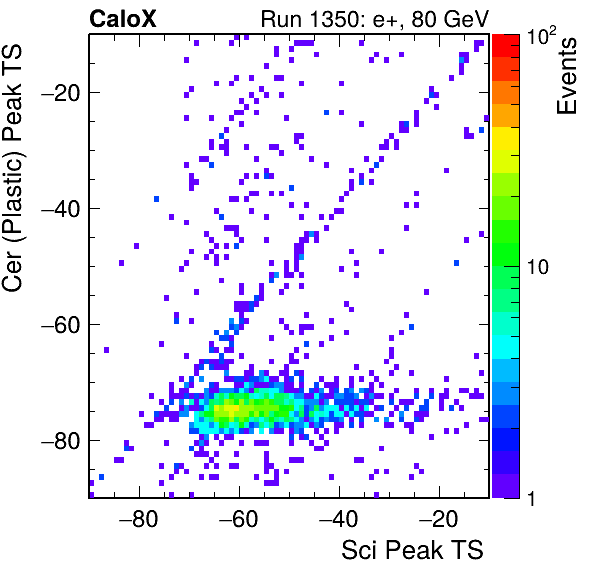 CaloX Run 1350: e+, 80 GeV
Cer (Plastic) Peak TS
−20
−40
−60
−80
−80 −60 −40 −20
Sci Peak TS
10²
10
1
Events